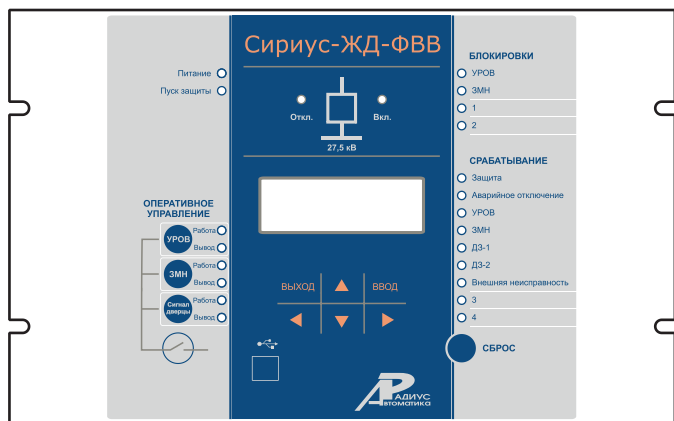 Сириус-ЖД-ФВВ
Питание
Пуск защиты
Откл.
Вкл.
27,5 кВ
ОПЕРАТИВНОЕ
УПРАВЛЕНИЕ
УРОВ
Работа
Вывод
ЗМН
Работа
Вывод
Сигнал
дверцы
Работа
Вывод
ВЫХОД
ВВОД
РАДИУС
Автоматика
БЛОКИРОВКИ
УРОВ
ЗМН
1
2
СРАБАТЫВАНИЕ
Защита
Аварийное отключение
УРОВ
ЗМН
ДЗ-1
ДЗ-2
Внешняя неисправность
3
4
СБРОС